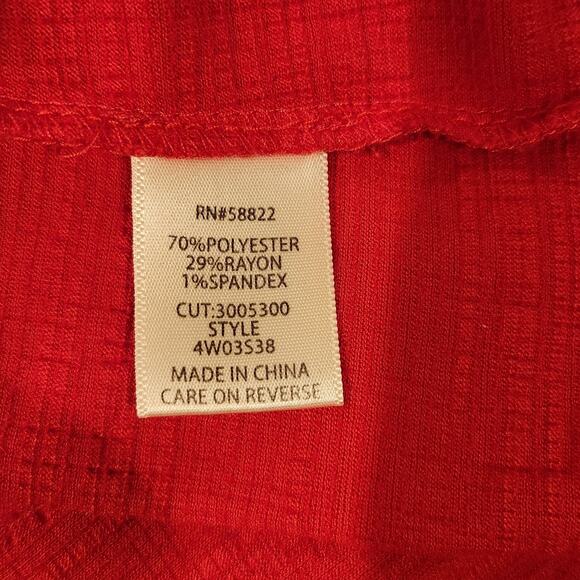 RN#58822
70%POLYESTER
29%RAYON
1%SPANDEX
CUT:3005300
STYLE
4W03S38
MADE IN CHINA
CARE ON REVERSE